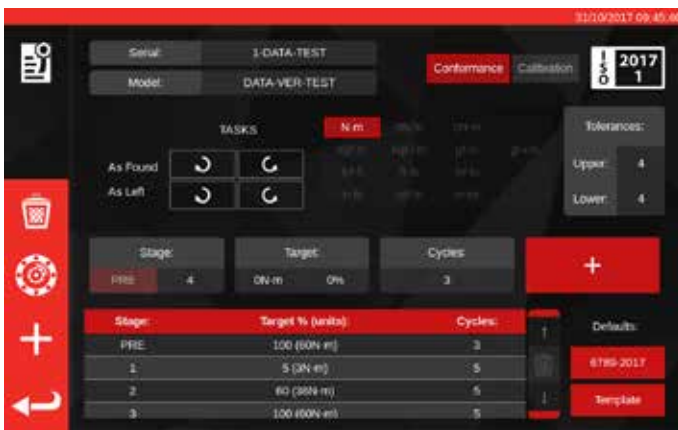 31/10/2017 09:45:46
Serial: 1-DATA-TEST
Model: DATA-VER-TEST
Conformance Calibration
ISO 2017 1
TASKS
N·m
As Found
As Left
Tolerances:
Upper: 4
Lower: 4
Stage: Target: Cycles:
PRE 4 0N·m 0% 3
+
Stage: Target % (units): Cycles:
PRE 100 (60N·m) 3
1 5 (3N·m) 5
2 60 (36N·m) 5
3 100 (60N·m) 5
Defaults:
6789-2017
Template